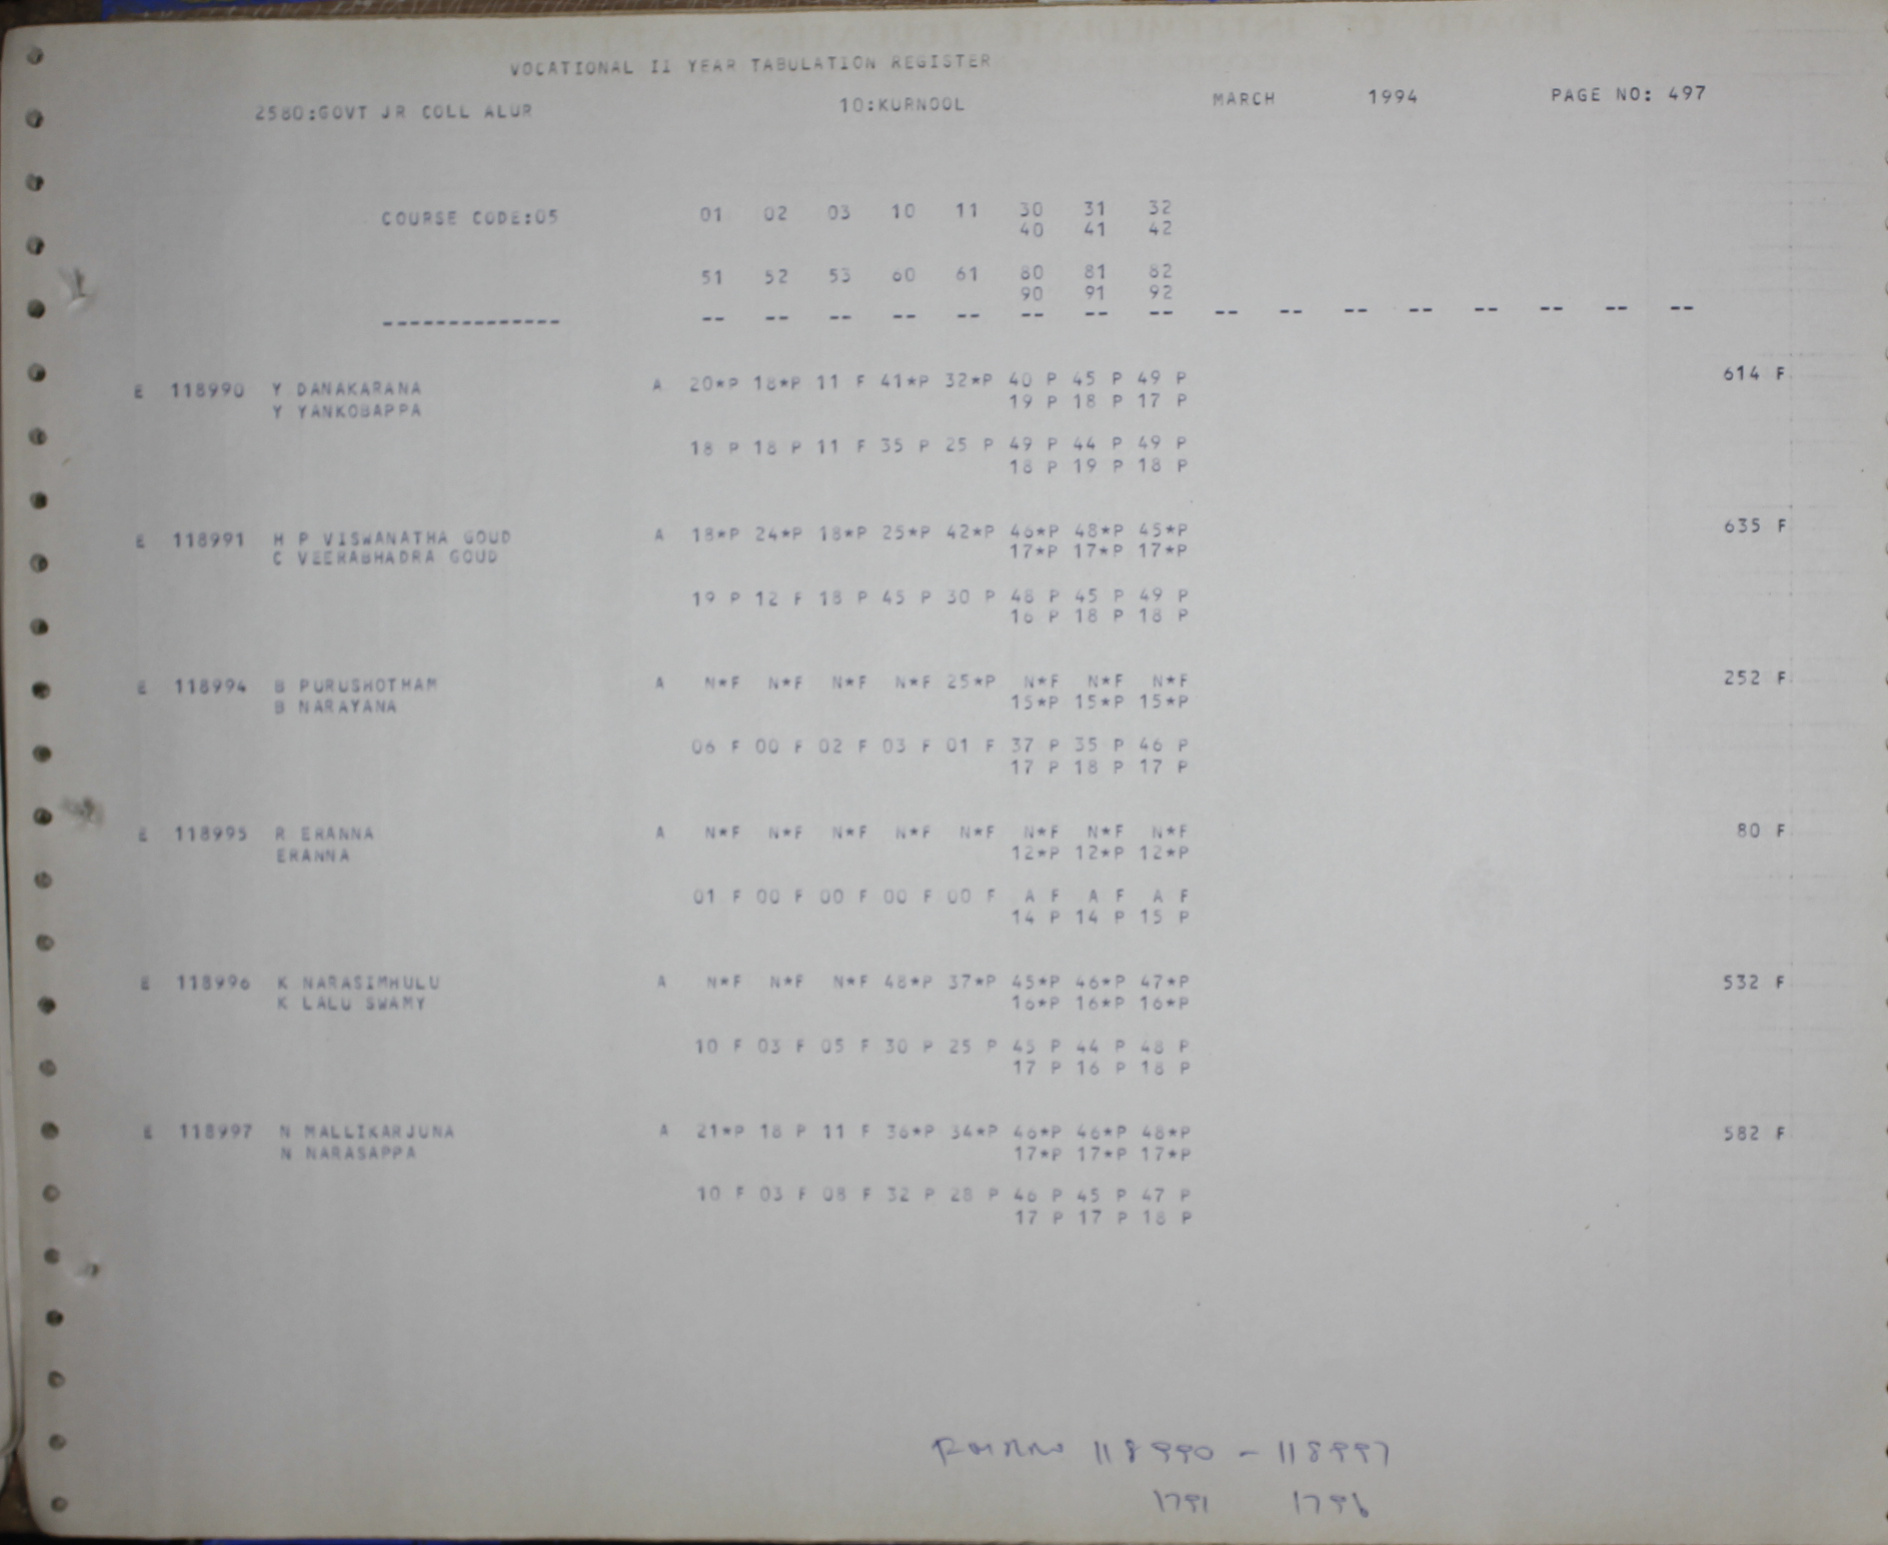 VOCATIONAL II YEAR TABULATION REGISTER
2580:GOVT JR COLL ALUR 10:KURNOOL MARCH 1994 PAGE NO: 497
COURSE CODE:05 01 02 03 10 11 30 31 32
40 41 42
51 52 53 60 61 80 81 82
90 91 92
-------------- -- -- -- -- -- -- -- -- -- -- -- -- -- -- -- --
E 118990 Y DANAKARANA A 20*P 18*P 11 F 41*P 32*P 40 P 45 P 49 P 614 F
Y YANKOBAPPA 19 P 18 P 17 P
18 P 18 P 11 F 35 P 25 P 49 P 44 P 49 P
18 P 19 P 18 P
E 118991 H P VISWANATHA GOUD A 18*P 24*P 18*P 25*P 42*P 46*P 48*P 45*P 635 F
C VEERABHADRA GOUD 17*P 17*P 17*P
19 P 12 F 18 P 45 P 30 P 48 P 45 P 49 P
16 P 18 P 18 P
E 118994 B PURUSHOTHAM A N*F N*F N*F N*F 25*P N*F N*F N*F 252 F
B NARAYANA 15*P 15*P 15*P
06 F 00 F 02 F 03 F 01 F 37 P 35 P 46 P
17 P 18 P 17 P
E 118995 R ERANNA A N*F N*F N*F N*F N*F N*F N*F N*F 80 F
ERANNA 12*P 12*P 12*P
01 F 00 F 00 F 00 F 00 F A F A F A F
14 P 14 P 15 P
E 118996 K NARASIMHULU A N*F N*F N*F 48*P 37*P 45*P 46*P 47*P 532 F
K LALU SWAMY 16*P 16*P 16*P
10 F 03 F 05 F 30 P 25 P 45 P 44 P 48 P
17 P 16 P 18 P
E 118997 N MALLIKARJUNA A 21*P 18 P 11 F 36*P 34*P 46*P 46*P 48*P 582 F
N NARASAPPA 17*P 17*P 17*P
10 F 03 F 08 F 32 P 28 P 46 P 45 P 47 P
17 P 17 P 18 P
118990 - 118997
1791 1796